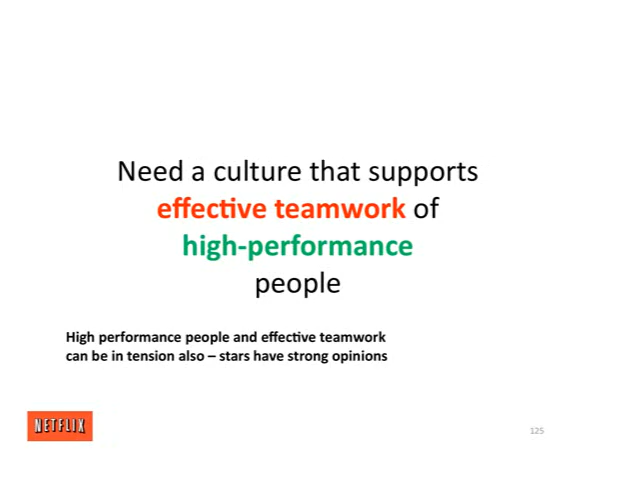 Need a culture that supports
effective teamwork of
high-performance
people
High performance people and effective teamwork
can be in tension also – stars have strong opinions
NETFLIX
125